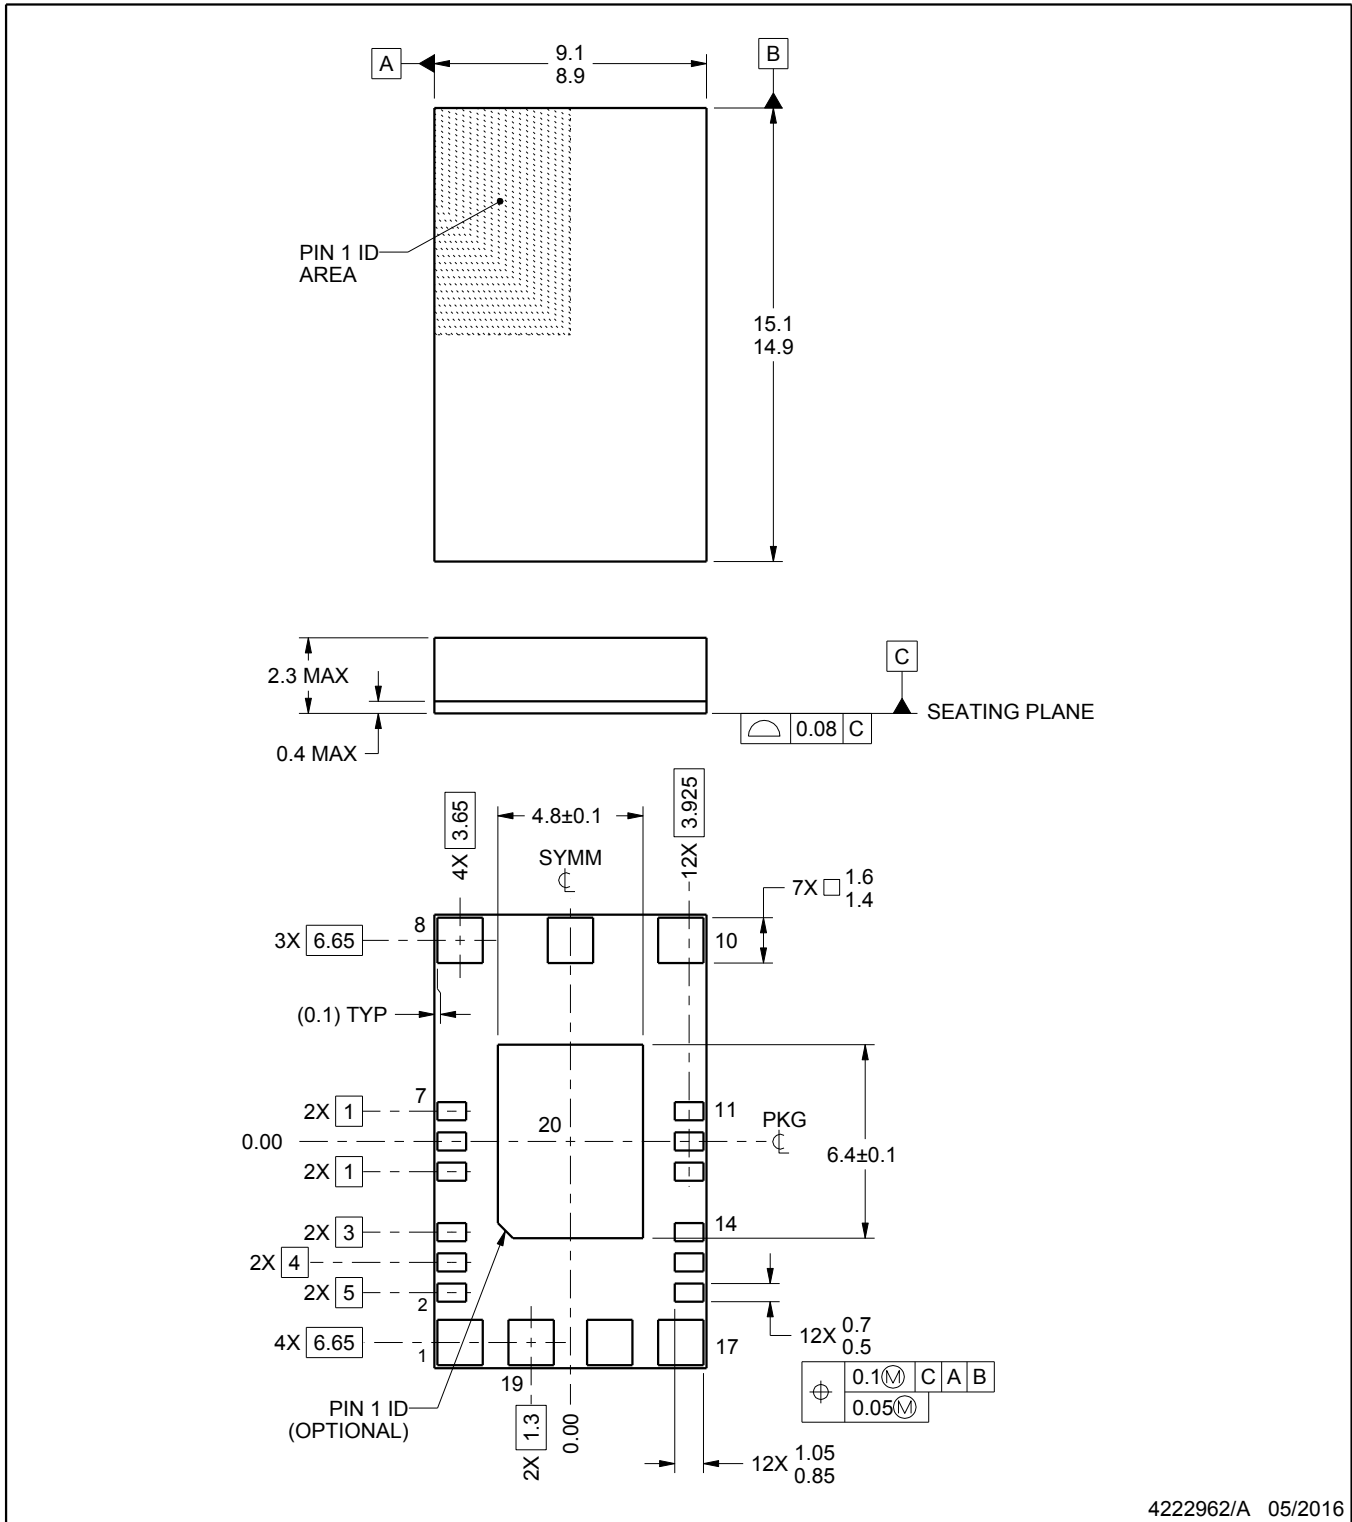 A
9.1
8.9
B
PIN 1 ID
AREA
15.1
14.9
2.3 MAX
0.4 MAX
C
SEATING PLANE
0.08 C
4X 3.65
4.8±0.1
12X 3.925
SYMM
7X 1.6
1.4
8
3X 6.65
10
(0.1) TYP
7
2X 1
11
20
PKG
0.00
6.4±0.1
2X 1
2X 3
14
2X 4
2X 5
2
4X 6.65
12X 0.7
0.5
1
17
19
0.1Ⓜ C A B
0.05Ⓜ
PIN 1 ID
(OPTIONAL)
2X 1.3
0.00
12X 1.05
0.85
4222962/A 05/2016